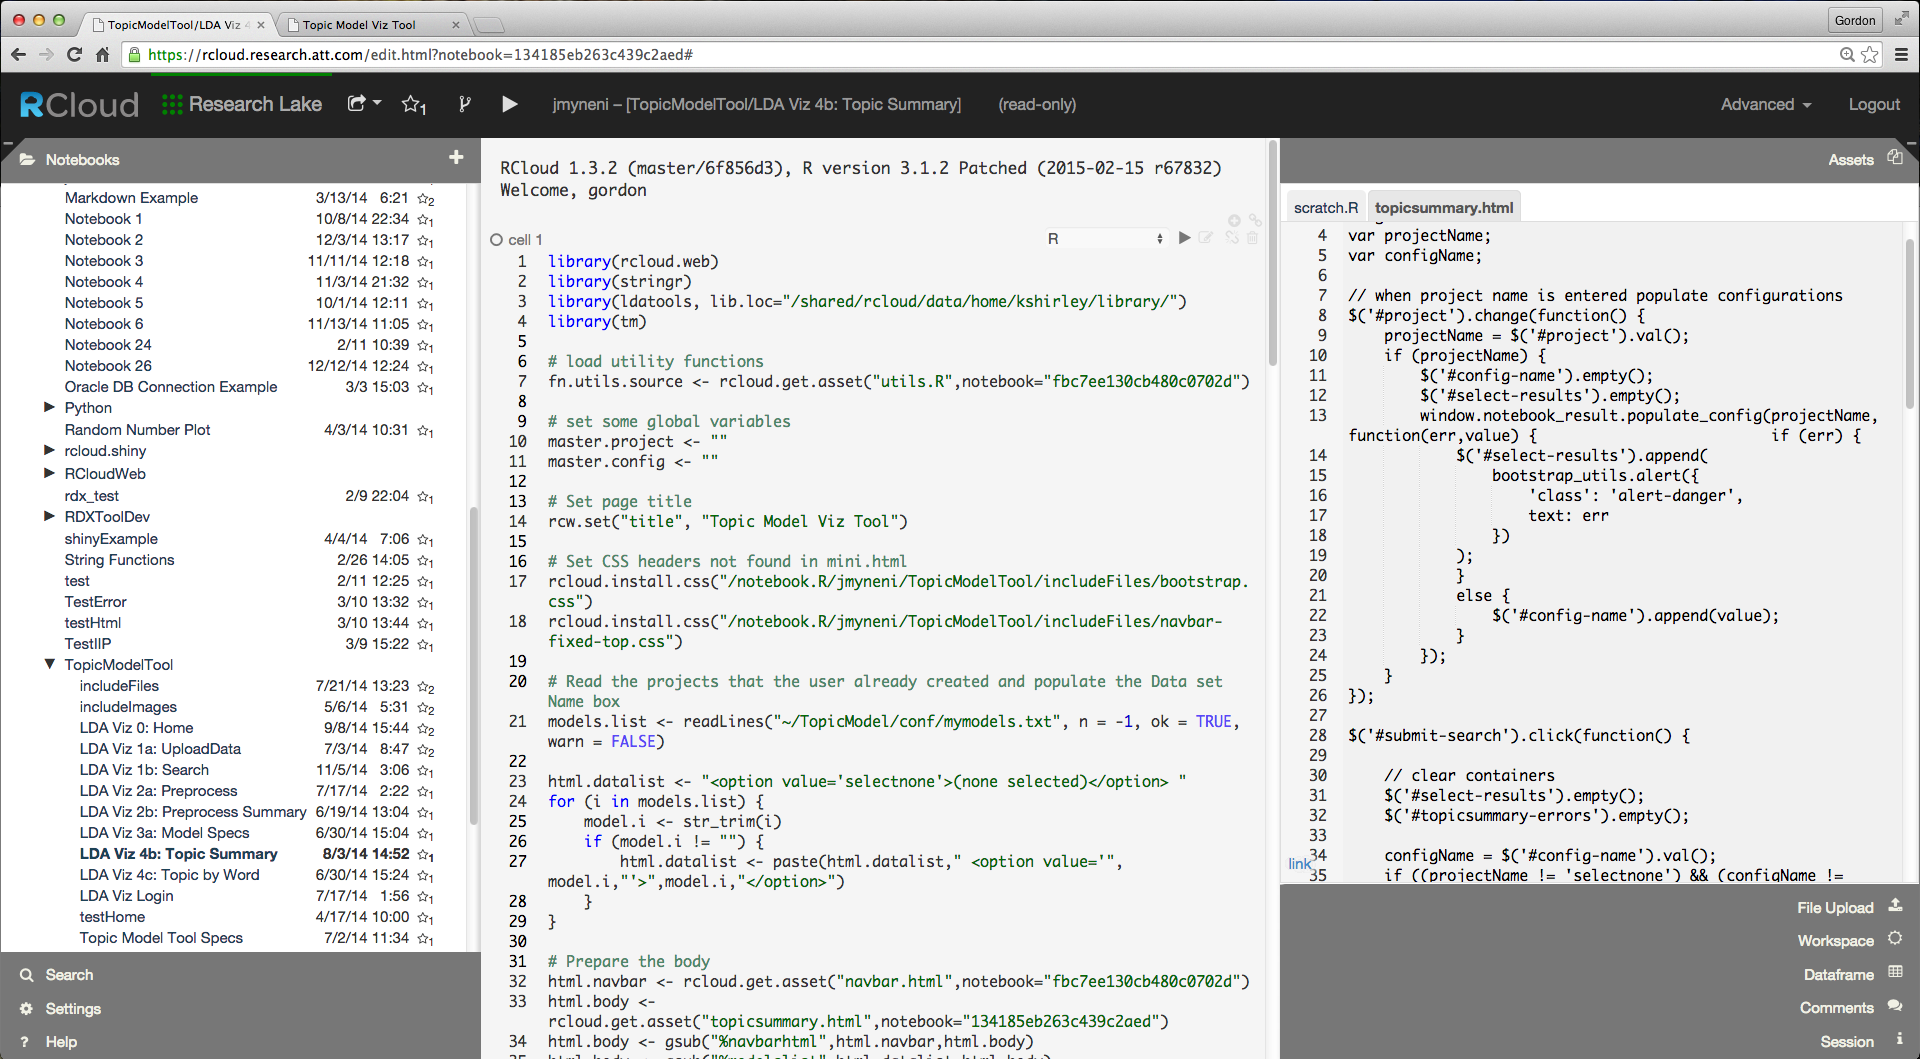 TopicModelTool/LDA Viz 4
Topic Model Viz Tool
Gordon
https://rcloud.research.att.com/edit.html?notebook=134185eb263c439c2aed#
RCloud
Research Lake
1
jmyneni – [TopicModelTool/LDA Viz 4b: Topic Summary]
(read-only)
Advanced
Logout
Notebooks
Markdown Example 3/13/14 6:21 2
Notebook 1 10/8/14 22:34 1
Notebook 2 12/3/14 13:17 1
Notebook 3 11/11/14 12:18 1
Notebook 4 11/3/14 21:32 1
Notebook 5 10/1/14 12:11 1
Notebook 6 11/13/14 11:05 1
Notebook 24 2/11 10:39 1
Notebook 26 12/12/14 12:24 1
Oracle DB Connection Example 3/3 15:03 1
Python
Random Number Plot 4/3/14 10:31 1
rcloud.shiny
RCloudWeb
rdx_test 2/9 22:04 1
RDXToolDev
shinyExample 4/4/14 7:06 1
String Functions 2/26 14:05 1
test 2/11 12:25 1
TestError 3/10 13:32 1
testHtml 3/10 13:44 1
TestIIP 3/9 15:22 1
TopicModelTool
includeFiles 7/21/14 13:23 2
includeImages 5/6/14 5:31 2
LDA Viz 0: Home 9/8/14 15:44 2
LDA Viz 1a: UploadData 7/3/14 8:47 2
LDA Viz 1b: Search 11/5/14 3:06 1
LDA Viz 2a: Preprocess 7/17/14 2:22 1
LDA Viz 2b: Preprocess Summary 6/19/14 13:04 1
LDA Viz 3a: Model Specs 6/30/14 15:04 1
LDA Viz 4b: Topic Summary 8/3/14 14:52 1
LDA Viz 4c: Topic by Word 6/30/14 15:24 1
LDA Viz Login 7/17/14 1:56 1
testHome 4/17/14 10:00 1
Topic Model Tool Specs 7/2/14 11:34 1
Search
Settings
? Help
RCloud 1.3.2 (master/6f856d3), R version 3.1.2 Patched (2015-02-15 r67832)
Welcome, gordon
cell 1
R
1 library(rcloud.web)
2 library(stringr)
3 library(ldatools, lib.loc="/shared/rcloud/data/home/kshirley/library/")
4 library(tm)
5
6 # load utility functions
7 fn.utils.source <- rcloud.get.asset("utils.R",notebook="fbc7ee130cb480c0702d")
8
9 # set some global variables
10 master.project <- ""
11 master.config <- ""
12
13 # Set page title
14 rcw.set("title", "Topic Model Viz Tool")
15
16 # Set CSS headers not found in mini.html
17 rcloud.install.css("/notebook.R/jmyneni/TopicModelTool/includeFiles/bootstrap.
css")
18 rcloud.install.css("/notebook.R/jmyneni/TopicModelTool/includeFiles/navbar-
fixed-top.css")
19
20 # Read the projects that the user already created and populate the Data set
Name box
21 models.list <- readLines("~/TopicModel/conf/mymodels.txt", n = -1, ok = TRUE,
warn = FALSE)
22
23 html.datalist <- "<option value='selectnone'>(none selected)</option> "
24 for (i in models.list) {
25 model.i <- str_trim(i)
26 if (model.i != "") {
27 html.datalist <- paste(html.datalist," <option value='",
model.i,"'>",model.i,"</option>")
28 }
29 }
30
31 # Prepare the body
32 html.navbar <- rcloud.get.asset("navbar.html",notebook="fbc7ee130cb480c0702d")
33 html.body <-
rcloud.get.asset("topicsummary.html",notebook="134185eb263c439c2aed")
34 html.body <- gsub("%navbarhtml",html.navbar,html.body)
Assets
scratch.R
topicsummary.html
4 var projectName;
5 var configName;
6
7 // when project name is entered populate configurations
8 $('#project').change(function() {
9 projectName = $('#project').val();
10 if (projectName) {
11 $('#config-name').empty();
12 $('#select-results').empty();
13 window.notebook_result.populate_config(projectName,
function(err,value) { if (err) {
14 $('#select-results').append(
15 bootstrap_utils.alert({
16 'class': 'alert-danger',
17 text: err
18 })
19 );
20 }
21 else {
22 $('#config-name').append(value);
23 }
24 });
25 }
26 });
27
28 $('#submit-search').click(function() {
29
30 // clear containers
31 $('#select-results').empty();
32 $('#topicsummary-errors').empty();
33
34 configName = $('#config-name').val();
35 if ((projectName != 'selectnone') && (configName !=
link
File Upload
Workspace
Dataframe
Comments
Session